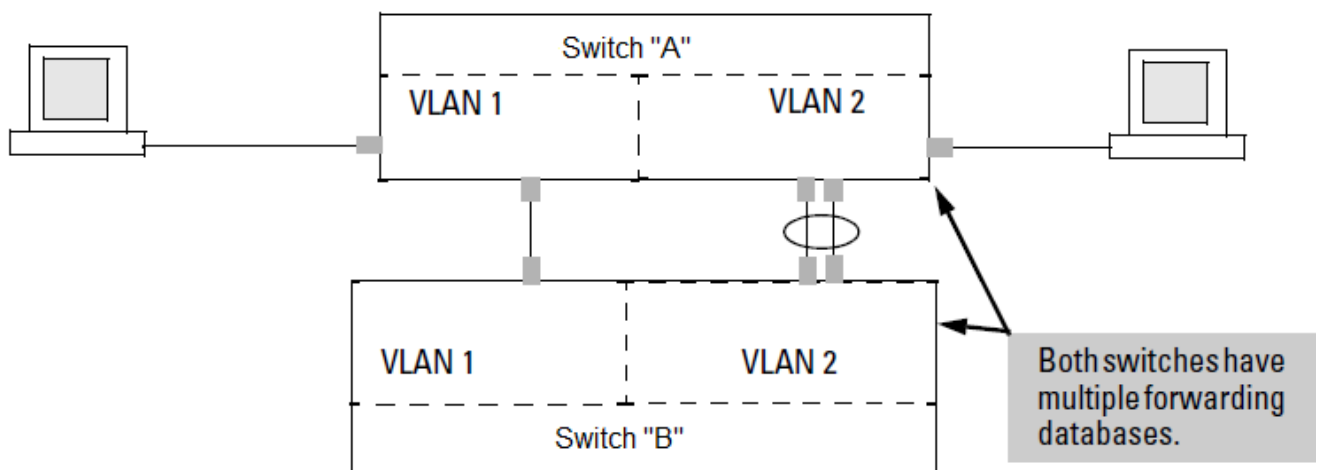 Switch "A"
VLAN 1
VLAN 2
VLAN 1
VLAN 2
Both switches have
multiple forwarding
databases.
Switch "B"